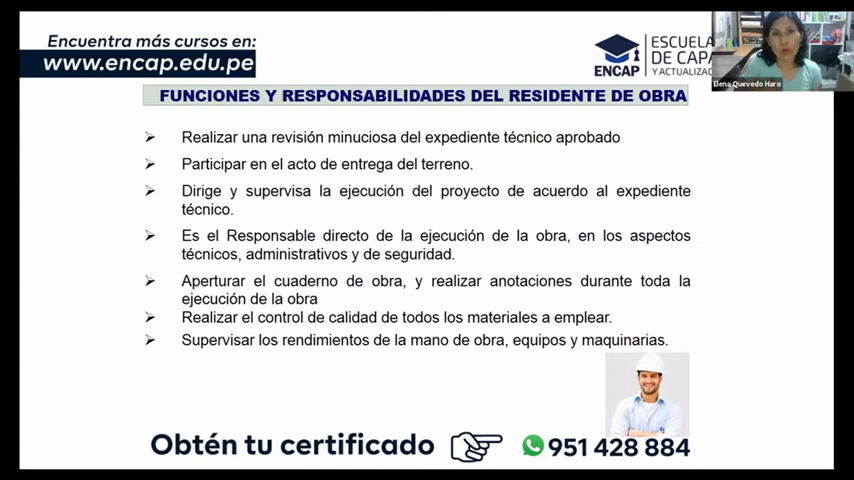 Encuentra más cursos en:
www.encap.edu.pe
ENCAP
ESCUELA
DE CAPA
Y ACTUALIZAC
Elena Quevedo Haro
FUNCIONES Y RESPONSABILIDADES DEL RESIDENTE DE OBRA
➢ Realizar una revisión minuciosa del expediente técnico aprobado
➢ Participar en el acto de entrega del terreno.
➢ Dirige y supervisa la ejecución del proyecto de acuerdo al expediente
técnico.
➢ Es el Responsable directo de la ejecución de la obra, en los aspectos
técnicos, administrativos y de seguridad.
➢ Aperturar el cuaderno de obra, y realizar anotaciones durante toda la
ejecución de la obra
➢ Realizar el control de calidad de todos los materiales a emplear.
➢ Supervisar los rendimientos de la mano de obra, equipos y maquinarias.
Obtén tu certificado
951 428 884